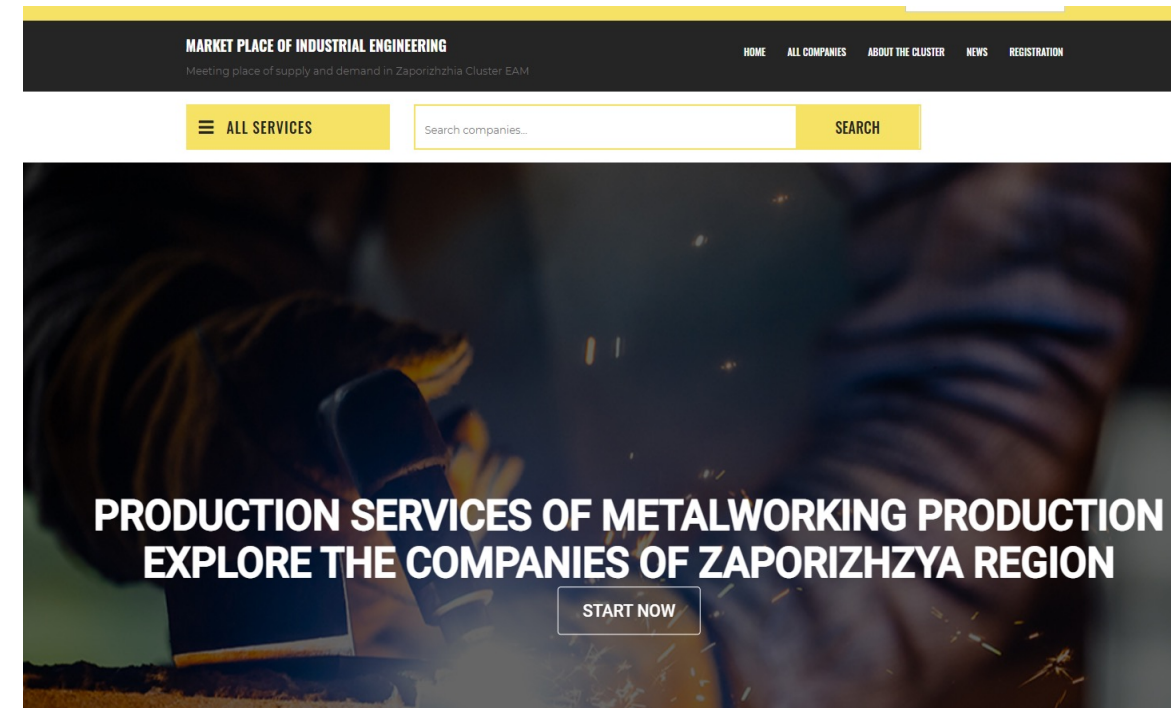 MARKET PLACE OF INDUSTRIAL ENGINEERING
Meeting place of supply and demand in Zaporizhzhia Cluster EAM
HOME ALL COMPANIES ABOUT THE CLUSTER NEWS REGISTRATION
ALL SERVICES
Search companies...
SEARCH
PRODUCTION SERVICES OF METALWORKING PRODUCTION
EXPLORE THE COMPANIES OF ZAPORIZHZYA REGION
START NOW